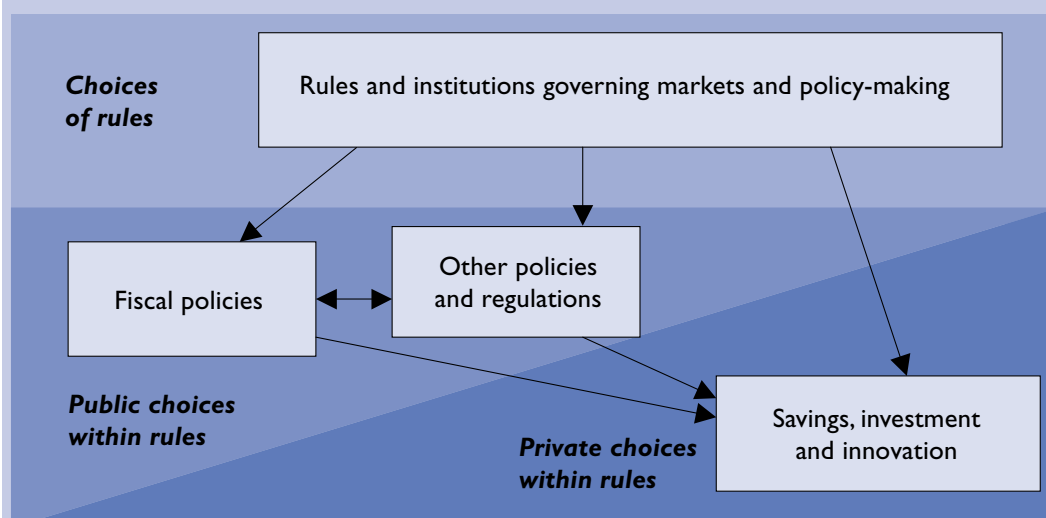 Choices
of rules
Rules and institutions governing markets and policy-making
Fiscal policies
Other policies
and regulations
Public choices
within rules
Private choices
within rules
Savings, investment
and innovation